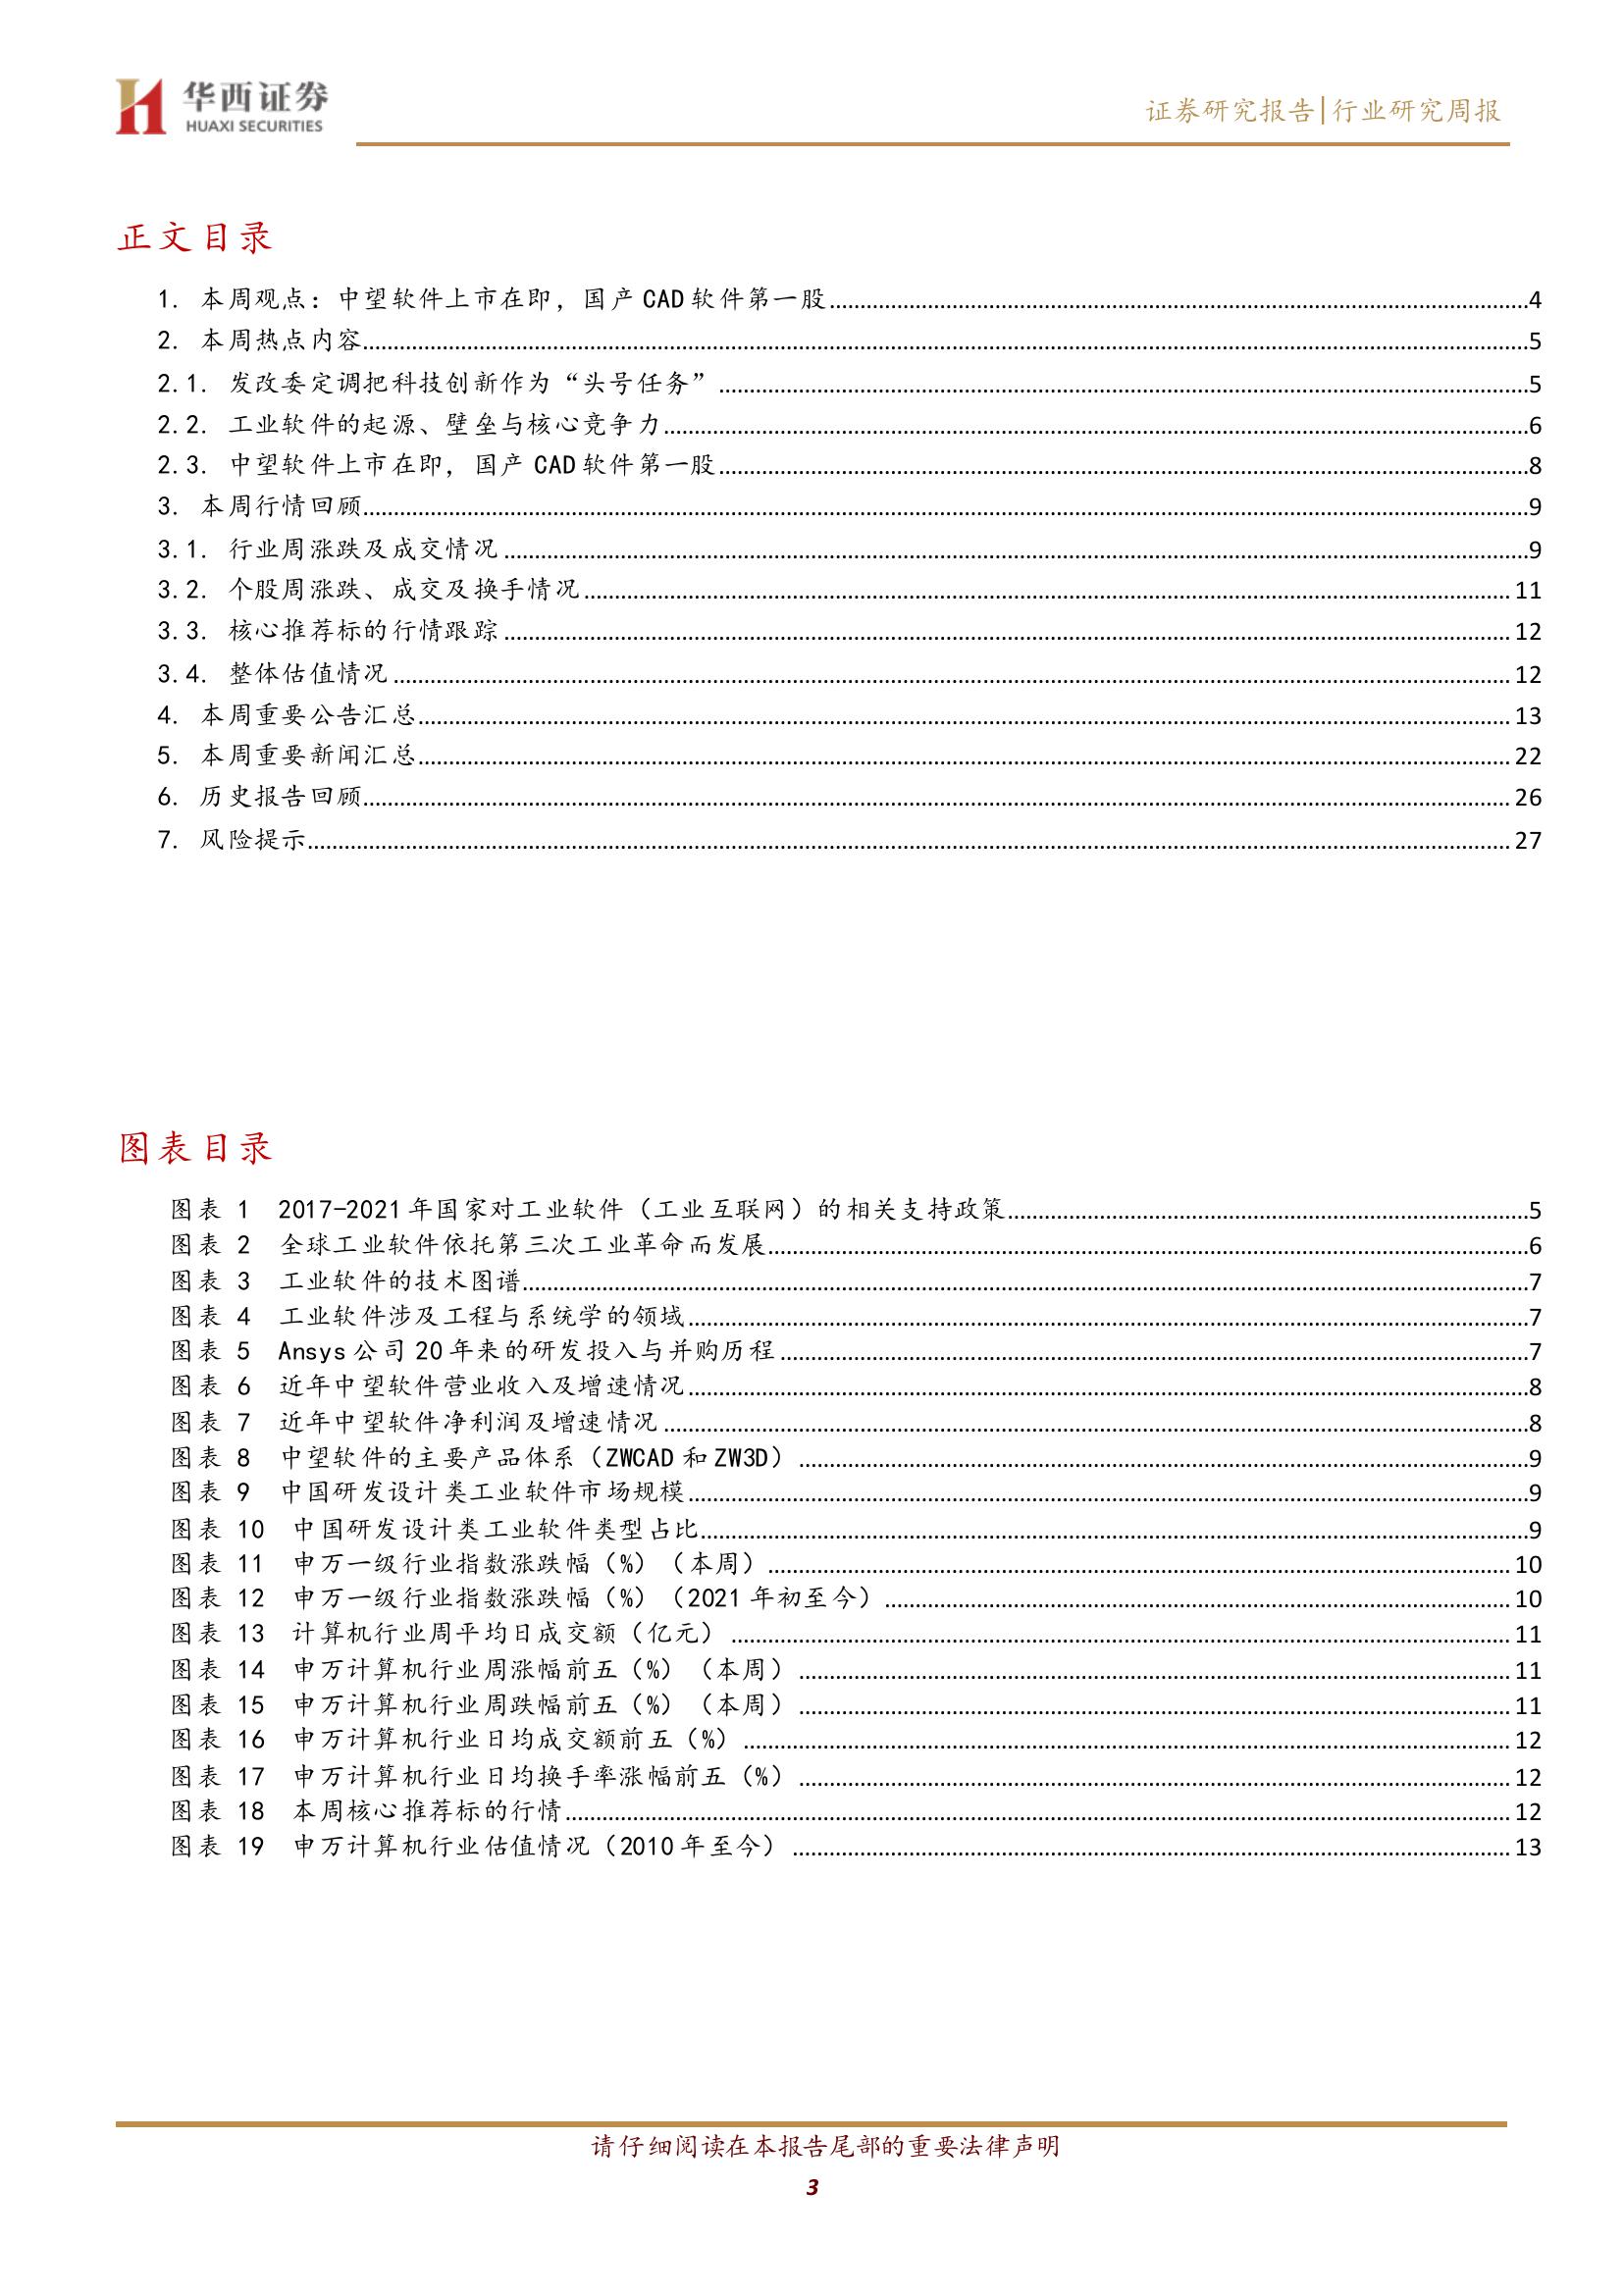 华西证券
HUAXI SECURITIES
证券研究报告|行业研究周报
正文目录
1. 本周观点：中望软件上市在即，国产 CAD 软件第一股........4
2. 本周热点内容........5
2.1. 发改委定调把科技创新作为“头号任务”........5
2.2. 工业软件的起源、壁垒与核心竞争力........6
2.3. 中望软件上市在即，国产 CAD 软件第一股........8
3. 本周行情回顾........9
3.1. 行业周涨跌及成交情况........9
3.2. 个股周涨跌、成交及换手情况........11
3.3. 核心推荐标的行情跟踪........12
3.4. 整体估值情况........12
4. 本周重要公告汇总........13
5. 本周重要新闻汇总........22
6. 历史报告回顾........26
7. 风险提示........27
图表目录
图表 1 2017-2021 年国家对工业软件（工业互联网）的相关支持政策........5
图表 2 全球工业软件依托第三次工业革命而发展........6
图表 3 工业软件的技术图谱........7
图表 4 工业软件涉及工程与系统学的领域........7
图表 5 Ansys 公司 20 年来的研发投入与并购历程........7
图表 6 近年中望软件营业收入及增速情况........8
图表 7 近年中望软件净利润及增速情况........8
图表 8 中望软件的主要产品体系（ZWCAD 和 ZW3D）........9
图表 9 中国研发设计类工业软件市场规模........9
图表 10 中国研发设计类工业软件类型占比........9
图表 11 申万一级行业指数涨跌幅（%）（本周）........10
图表 12 申万一级行业指数涨跌幅（%）（2021 年初至今）........10
图表 13 计算机行业周平均日成交额（亿元）........11
图表 14 申万计算机行业周涨幅前五（%）（本周）........11
图表 15 申万计算机行业周跌幅前五（%）（本周）........11
图表 16 申万计算机行业日均成交额前五（%）........12
图表 17 申万计算机行业日均换手率涨幅前五（%）........12
图表 18 本周核心推荐标的行情........12
图表 19 申万计算机行业估值情况（2010 年至今）........13
请仔细阅读在本报告尾部的重要法律声明
3